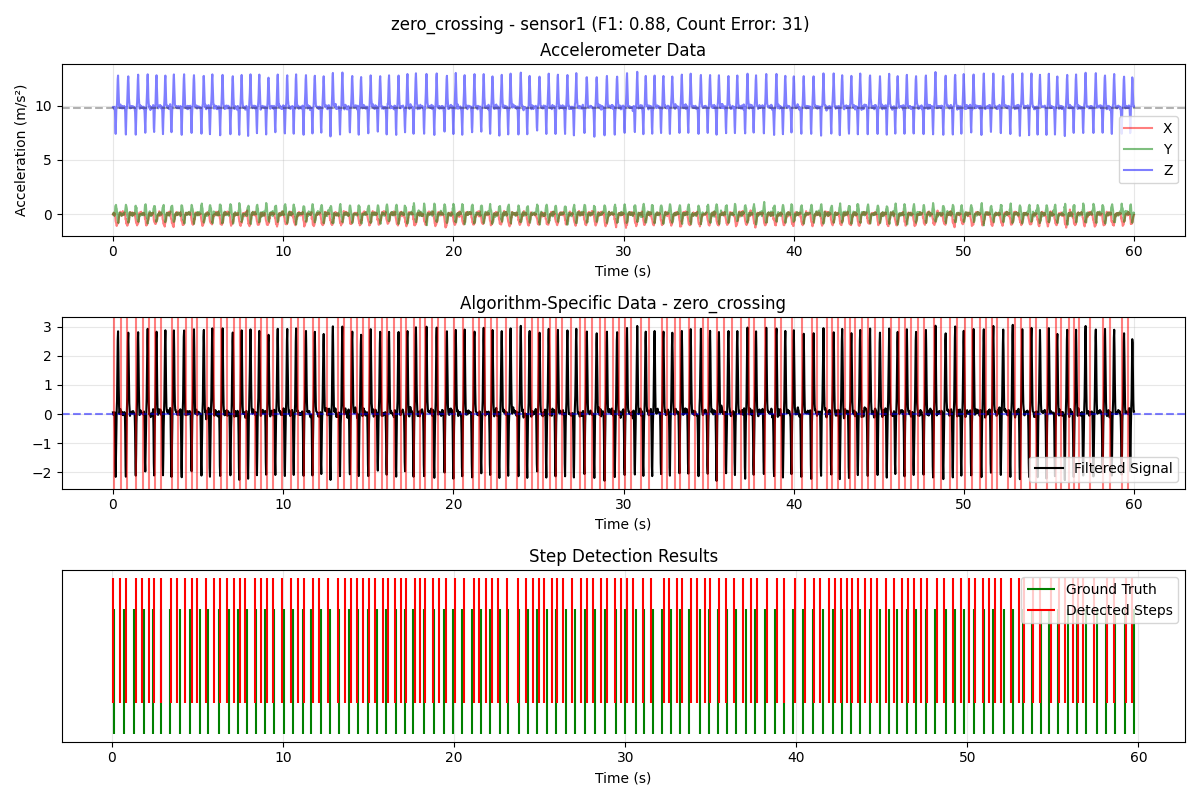 zero_crossing - sensor1 (F1: 0.88, Count Error: 31)
Accelerometer Data
Acceleration (m/s²)
10
5
0
X
Y
Z
0 10 20 30 40 50 60
Time (s)
Algorithm-Specific Data - zero_crossing
3
2
1
0
−1
−2
Filtered Signal
0 10 20 30 40 50 60
Time (s)
Step Detection Results
Ground Truth
Detected Steps
0 10 20 30 40 50 60
Time (s)